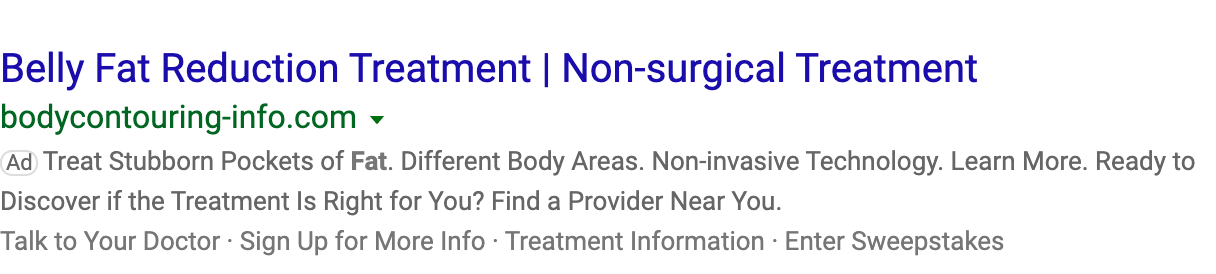 Belly Fat Reduction Treatment | Non-surgical Treatment
bodycontouring-info.com
Ad Treat Stubborn Pockets of Fat. Different Body Areas. Non-invasive Technology. Learn More. Ready to
Discover if the Treatment Is Right for You? Find a Provider Near You.
Talk to Your Doctor · Sign Up for More Info · Treatment Information · Enter Sweepstakes